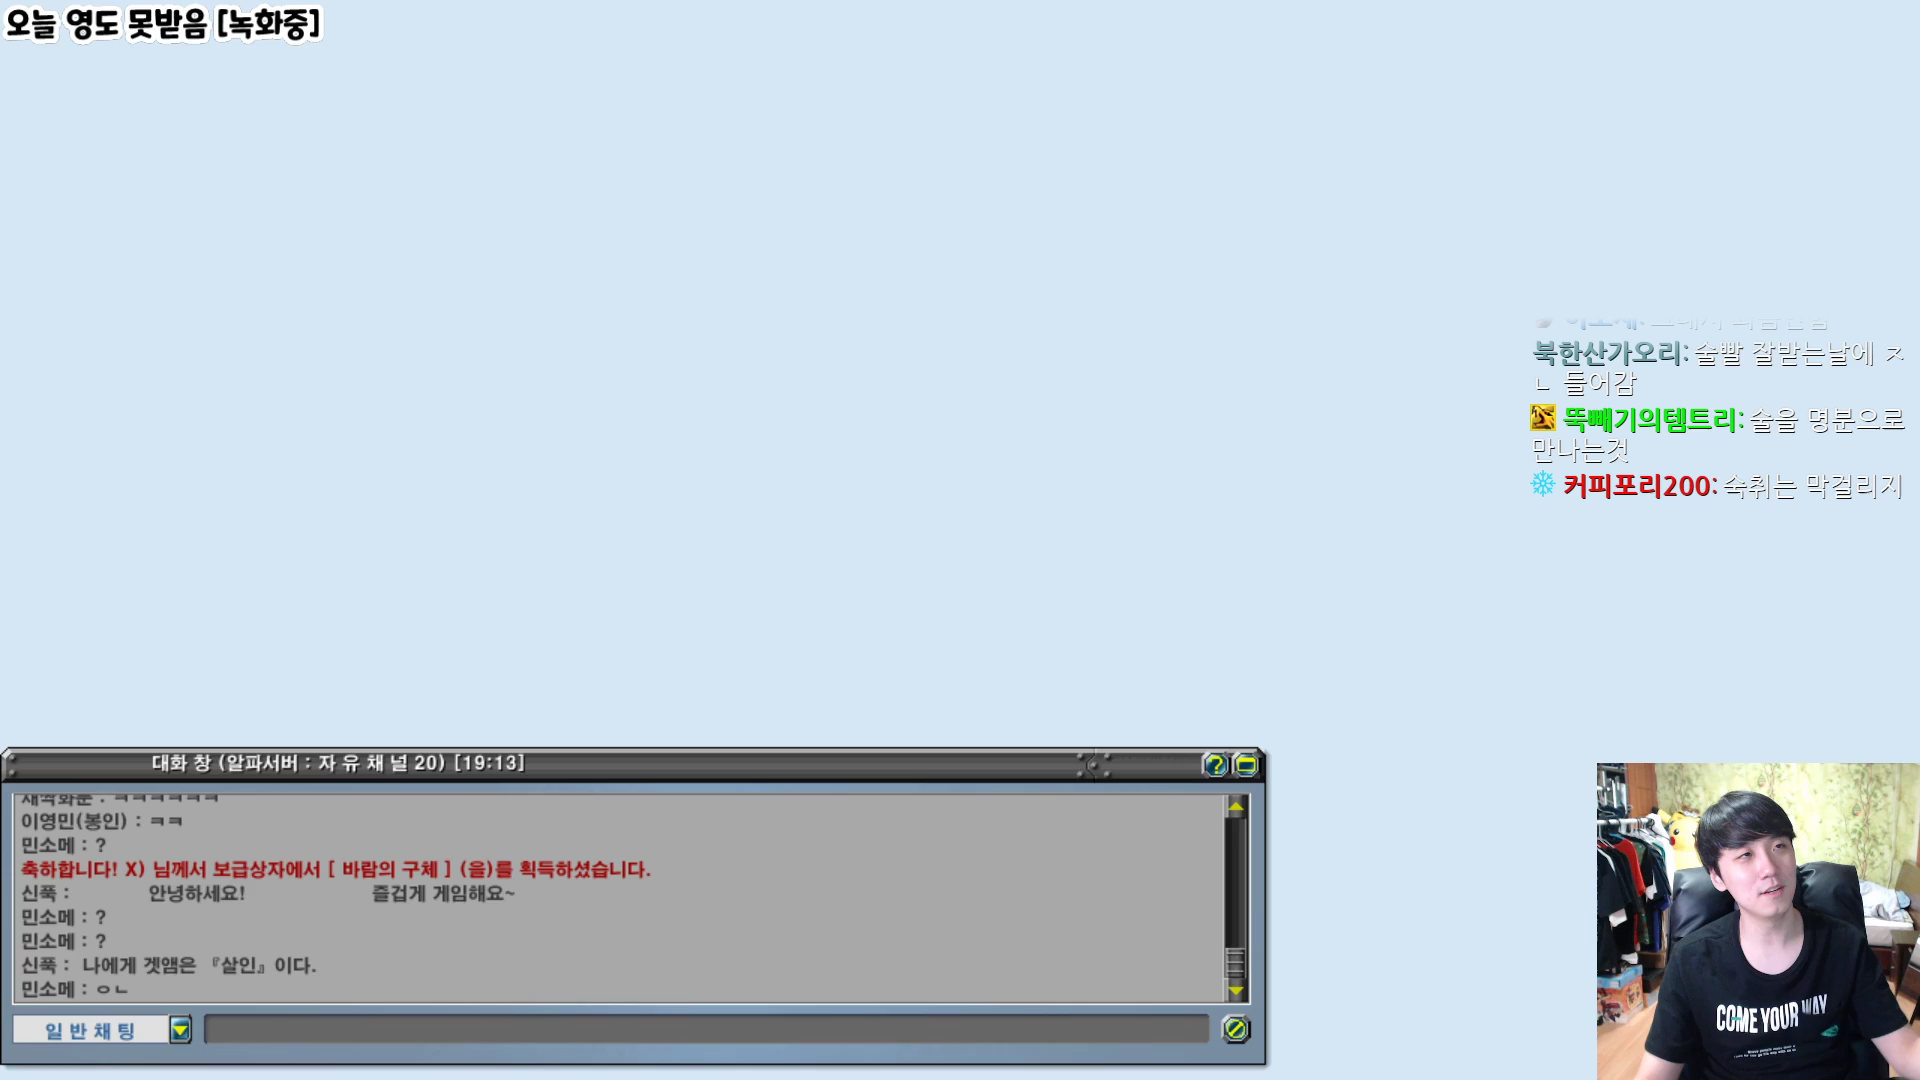 오늘 영도 못받음 [녹화중]
북한산가오리: 술빨 잘받는날에 ㅈ
ㄴ 들어감
뚝빼기의템트리: 술을 명분으로
만나는것
커피포리200: 숙취는 막걸리지
대화 창 (알파서버 : 자 유 채 널 20) [19:13]
ㅋㅋㅋㅋㅋㅋ
이영민(봉인) : ㅋㅋ
민소메 : ?
축하합니다! X) 님께서 보급상자에서 [ 바람의 구체 ] (을)를 획득하셨습니다.
신푹 : 안녕하세요! 즐겁게 게임해요~
민소메 : ?
민소메 : ?
신푹 : 나에게 겟앰은 『살인』이다.
민소메 : ㅇㄴ
일 반 채 팅
COME YOUR WAY